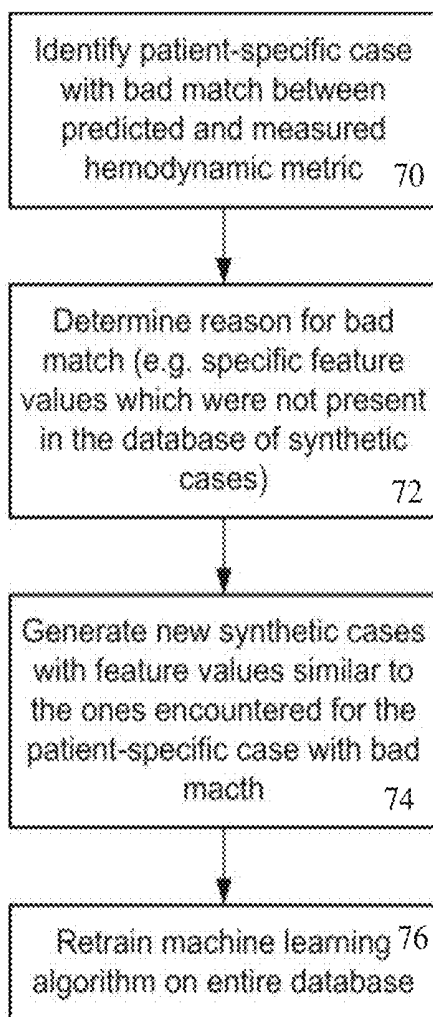 Identify patient-specific case
with bad match between
predicted and measured
hemodynamic metric
70
Determine reason for bad
match (e.g. specific feature
values which were not present
in the database of synthetic
cases)
72
Generate new synthetic cases
with feature values similar to
the ones encountered for the
patient-specific case with bad
macth
74
Retrain machine learning 76
algorithm on entire database